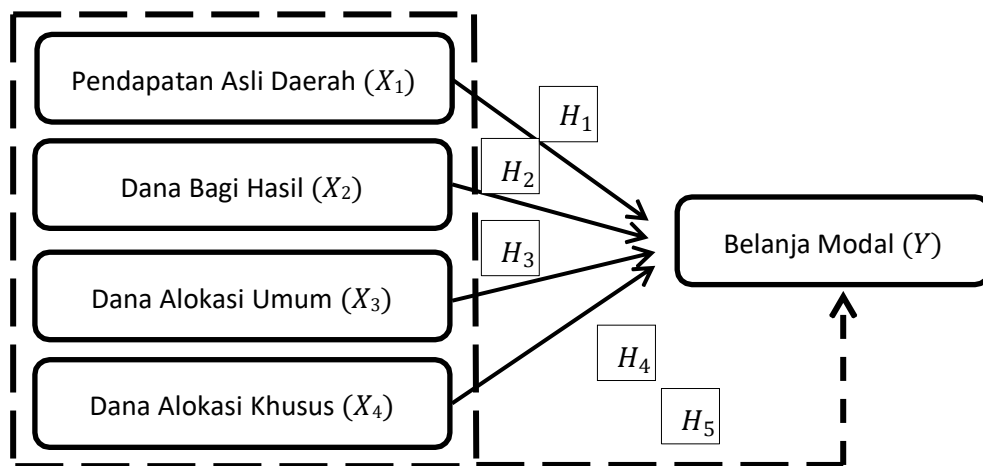 Pendapatan Asli Daerah (𝑋₁)
𝐻₁
𝐻₂
Dana Bagi Hasil (𝑋₂)
Belanja Modal (𝑌)
𝐻₃
Dana Alokasi Umum (𝑋₃)
𝐻₄
Dana Alokasi Khusus (𝑋₄)
𝐻₅